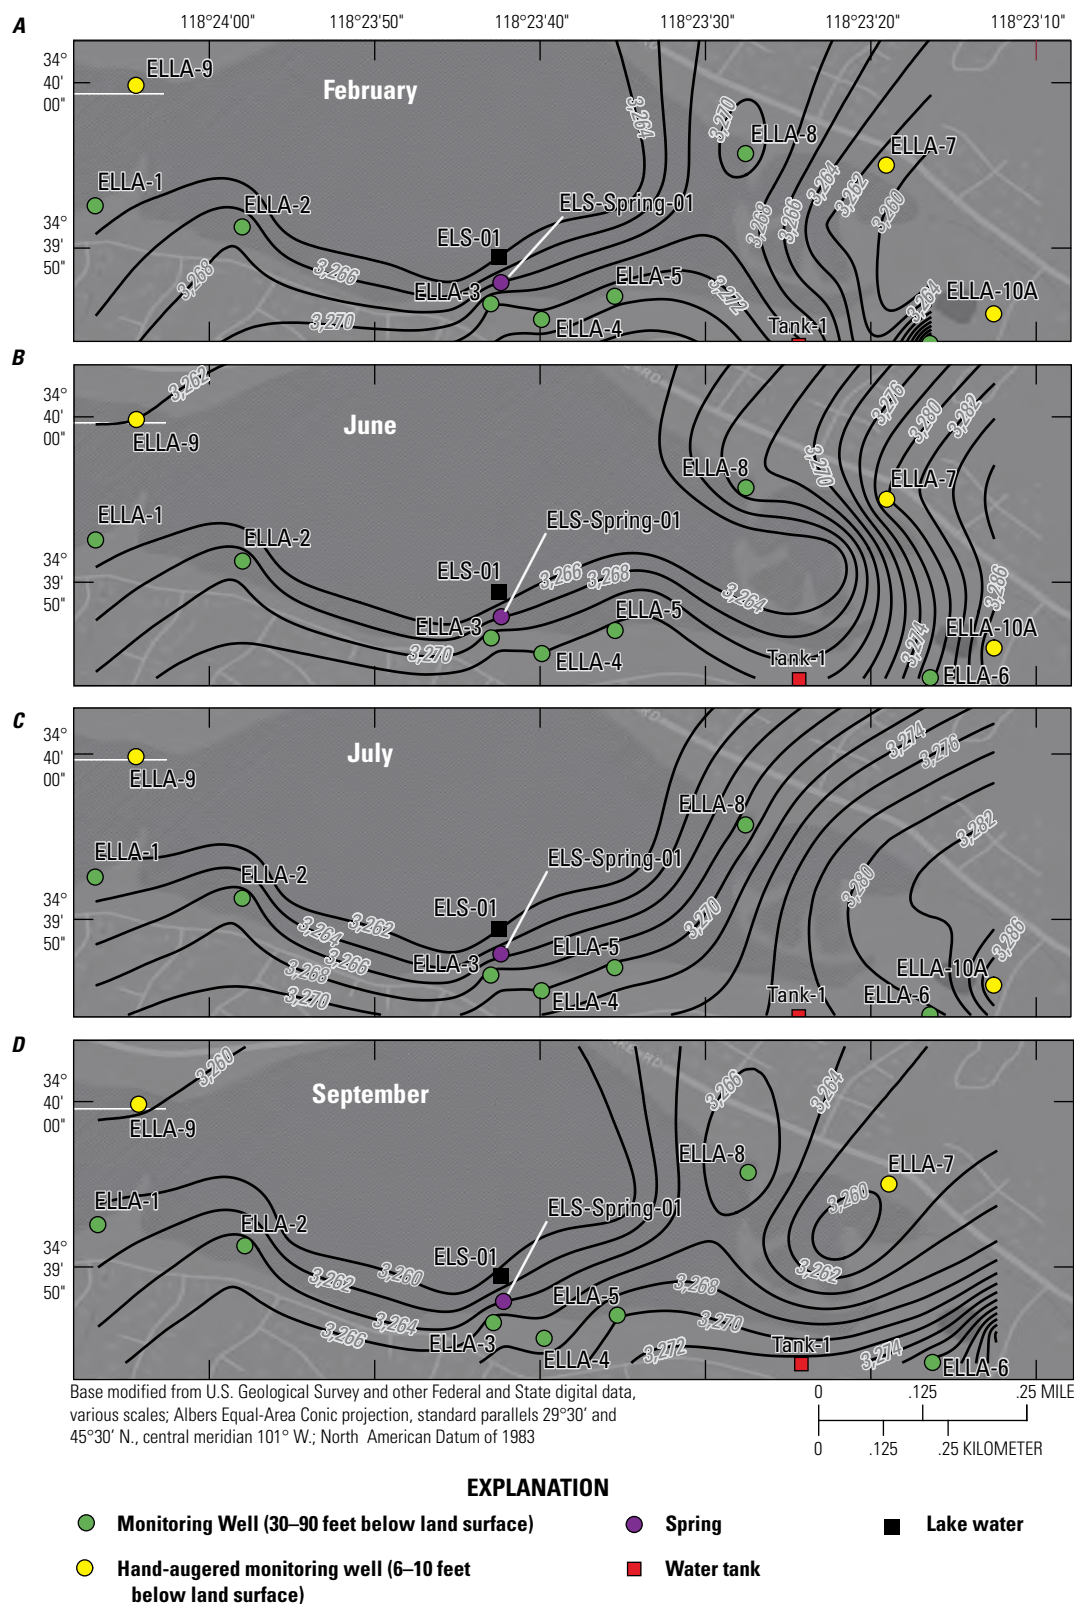 A
118°24'00"
118°23'50"
118°23'40"
118°23'30"
118°23'20"
118°23'10"
34°
40'
00"
34°
39'
50"
February
ELLA-9
ELLA-1
ELLA-2
ELS-01
ELS-Spring-01
ELLA-3
ELLA-4
ELLA-5
ELLA-8
ELLA-7
ELLA-10A
Tank-1
3,264
3,270
3,264
3,262
3,260
3,268
3,266
3,266
3,268
3,270
3,272
3,264
B
34°
40'
00"
34°
39'
50"
June
3,262
ELLA-9
ELLA-1
ELLA-2
ELS-01
ELS-Spring-01
ELLA-3
ELLA-4
ELLA-5
ELLA-8
ELLA-7
ELLA-10A
ELLA-6
Tank-1
3,276
3,280
3,282
3,270
3,266
3,268
3,264
3,286
3,270
3,274
C
34°
40'
00"
34°
39'
50"
July
ELLA-9
ELLA-1
ELLA-2
ELS-01
ELS-Spring-01
ELLA-3
ELLA-4
ELLA-5
ELLA-8
ELLA-10A
ELLA-6
Tank-1
3,274
3,276
3,282
3,280
3,286
3,270
3,262
3,264
3,266
3,268
3,270
D
34°
40'
00"
34°
39'
50"
September
3,260
ELLA-9
ELLA-1
ELLA-2
ELS-01
ELS-Spring-01
ELLA-3
ELLA-4
ELLA-5
ELLA-8
ELLA-7
ELLA-6
Tank-1
3,266
3,264
3,260
3,262
3,260
3,262
3,264
3,266
3,268
3,270
3,272
3,274
Base modified from U.S. Geological Survey and other Federal and State digital data,
various scales; Albers Equal-Area Conic projection, standard parallels 29°30' and
45°30' N., central meridian 101° W.; North American Datum of 1983
0 .125 .25 MILE
0 .125 .25 KILOMETER
EXPLANATION
Monitoring Well (30–90 feet below land surface)
Spring
Lake water
Hand-augered monitoring well (6–10 feet
below land surface)
Water tank